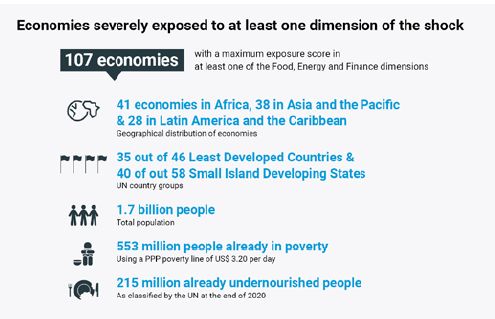 Economies severely exposed to at least one dimension of the shock
107 economies
with a maximum exposure score in
at least one of the Food, Energy and Finance dimensions
41 economies in Africa, 38 in Asia and the Pacific
& 28 in Latin America and the Caribbean
Geographical distribution of economies
35 out of 46 Least Developed Countries &
40 of out 58 Small Island Developing States
UN country groups
1.7 billion people
Total population
553 million people already in poverty
Using a PPP poverty line of US$ 3.20 per day
215 million already undernourished people
As classified by the UN at the end of 2020